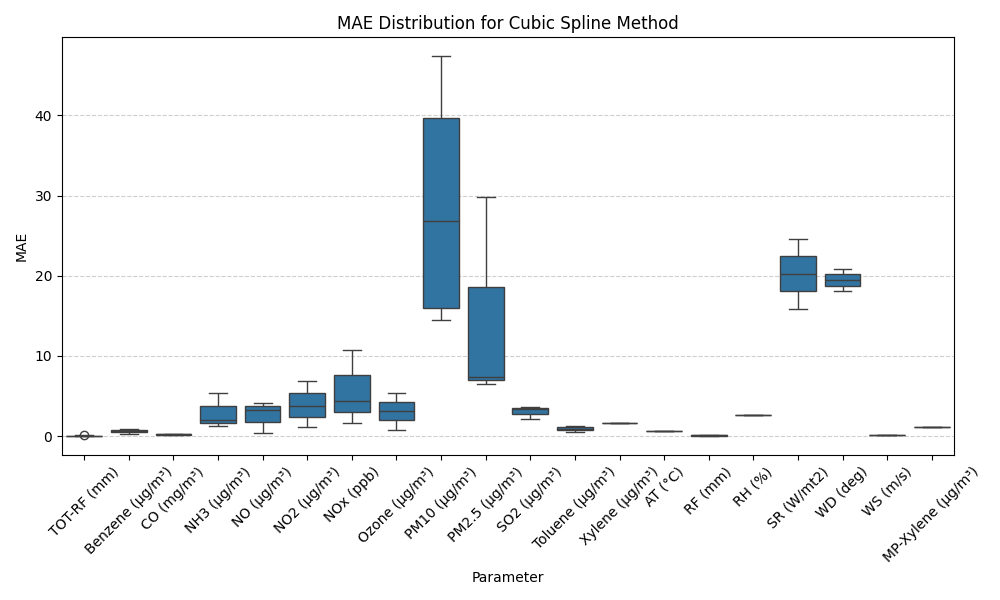 MAE Distribution for Cubic Spline Method
MAE
40
30
20
10
0
TOT-RF (mm)
Benzene (µg/m³)
CO (mg/m³)
NH3 (µg/m³)
NO (µg/m³)
NO2 (µg/m³)
NOx (ppb)
Ozone (µg/m³)
PM10 (µg/m³)
PM2.5 (µg/m³)
SO2 (µg/m³)
Toluene (µg/m³)
Xylene (µg/m³)
AT (°C)
RF (mm)
RH (%)
SR (W/mt2)
WD (deg)
WS (m/s)
MP-Xylene (µg/m³)
Parameter